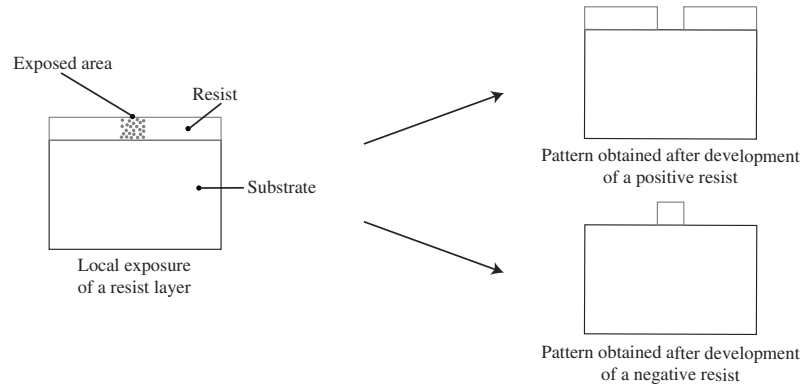 Exposed area
Resist
Substrate
Local exposure
of a resist layer
Pattern obtained after development
of a positive resist
Pattern obtained after development
of a negative resist